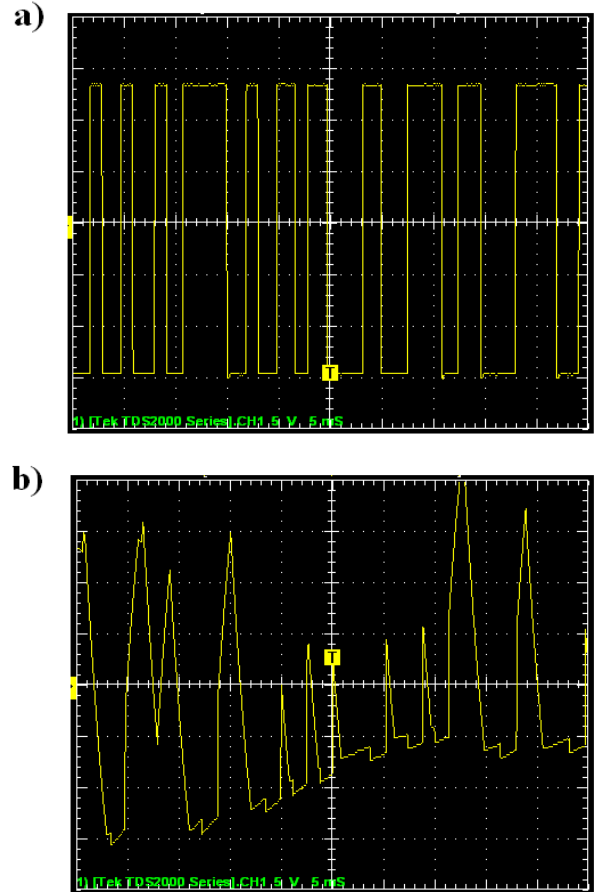 a)
T
1) [Tek TDS2000 Series].CH1 5 V 5 mS
b)
T
1) [Tek TDS2000 Series].CH1 5 V 5 mS